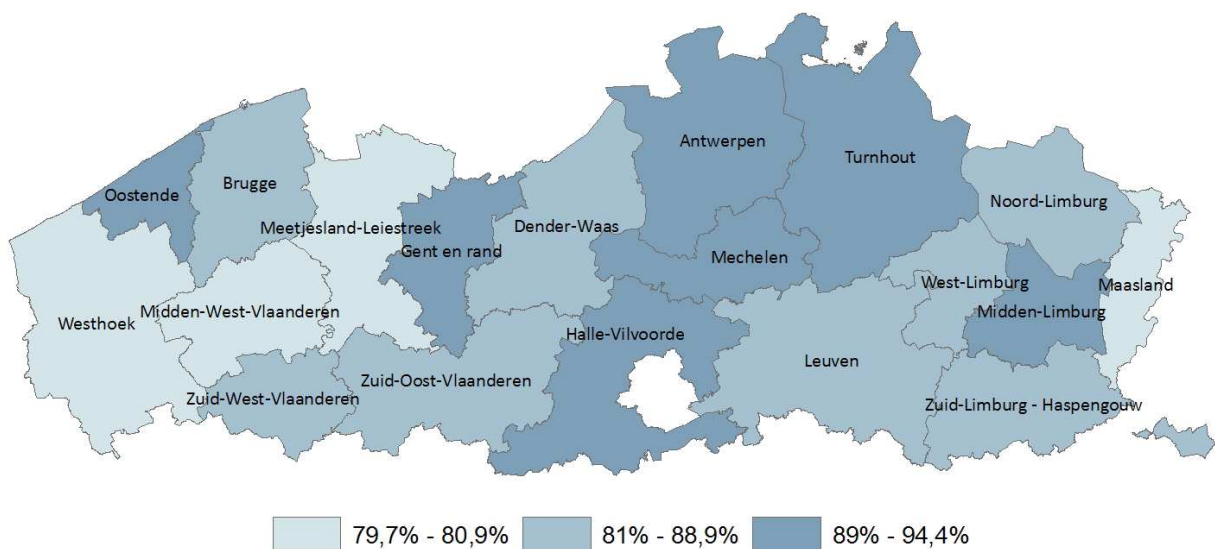 Antwerpen
Turnhout
Oostende
Brugge
Noord-Limburg
Meetjesland-Leiestreek
Dender-Waas
Gent en rand
Mechelen
West-Limburg
Maasland
Westhoek
Midden-West-Vlaanderen
Midden-Limburg
Halle-Vilvoorde
Leuven
Zuid-Oost-Vlaanderen
Zuid-West-Vlaanderen
Zuid-Limburg - Haspengouw
79,7% - 80,9% 81% - 88,9% 89% - 94,4%